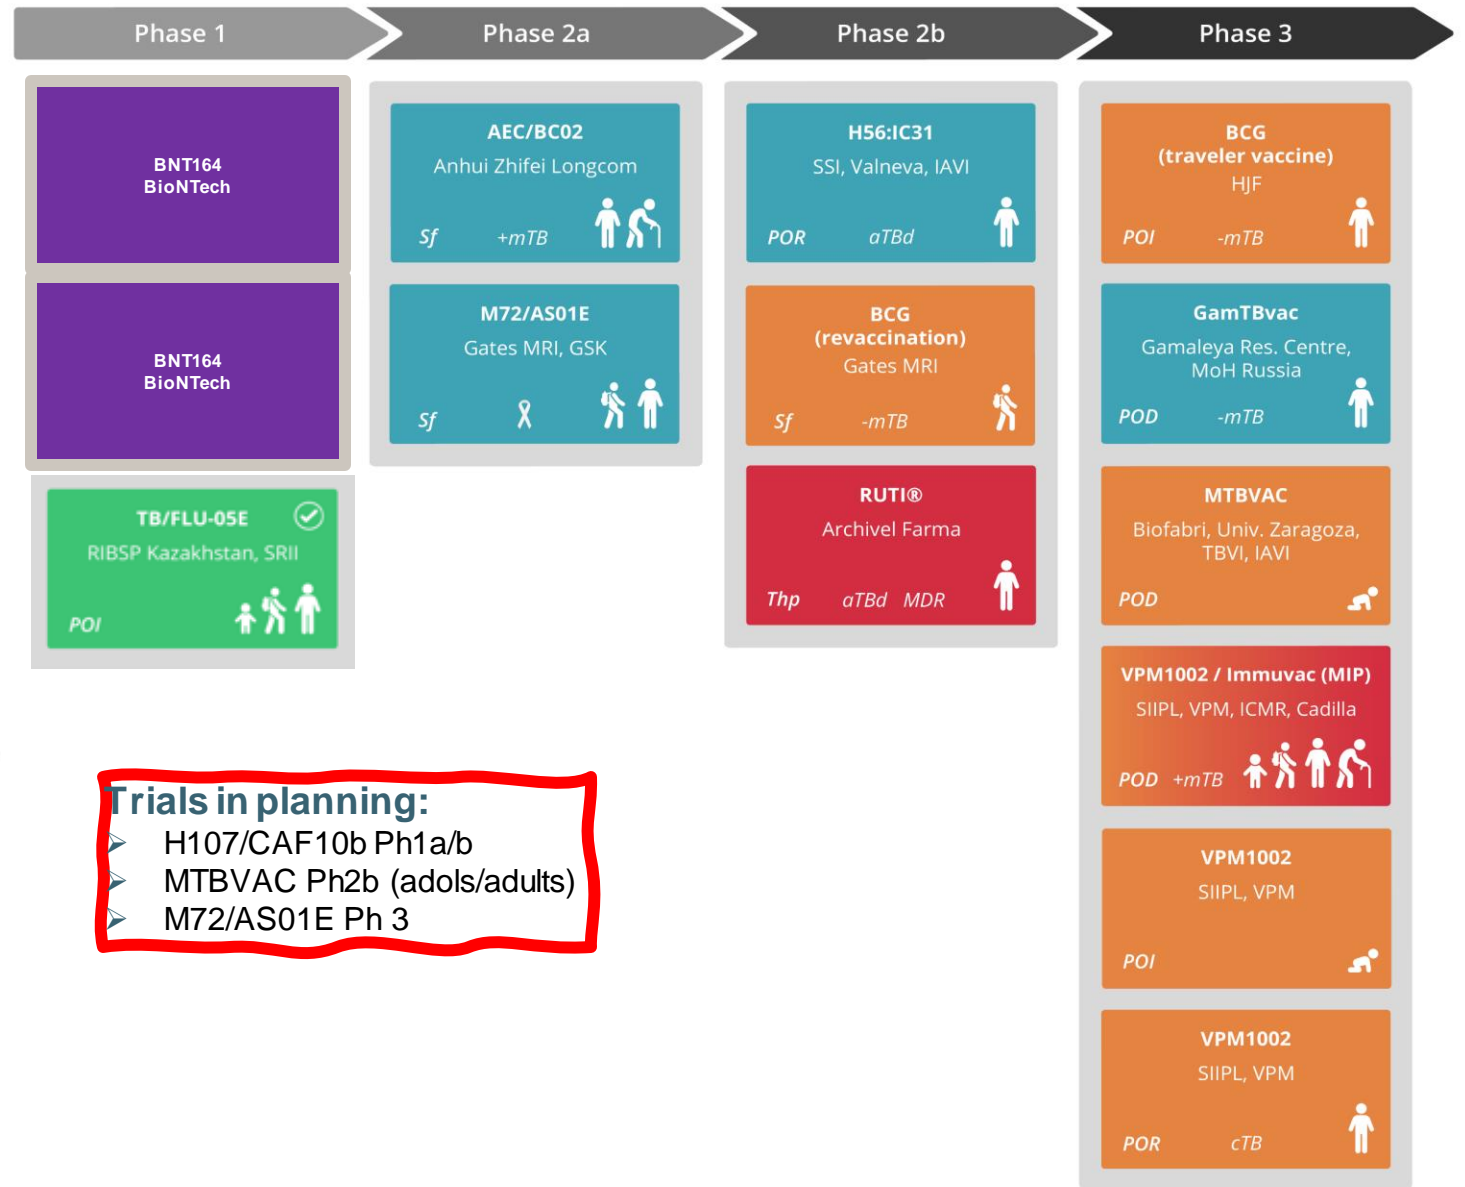 Phase 1
Phase 2a
Phase 2b
Phase 3
BNT164
BioNTech
BNT164
BioNTech
TB/FLU-05E
RIBSP Kazakhstan, SRII
POI
AEC/BC02
Anhui Zhifei Longcom
Sf +mTB
M72/AS01E
Gates MRI, GSK
Sf
H56:IC31
SSI, Valneva, IAVI
POR aTBd
BCG
(revaccination)
Gates MRI
Sf -mTB
RUTI®
Archivel Farma
Thp aTBd MDR
BCG
(traveler vaccine)
HJF
POI -mTB
GamTBvac
Gamaleya Res. Centre,
MoH Russia
POD -mTB
MTBVAC
Biofabri, Univ. Zaragoza,
TBVI, IAVI
POD
VPM1002 / Immuvac (MIP)
SIIPL, VPM, ICMR, Cadilla
POD +mTB
VPM1002
SIIPL, VPM
POI
VPM1002
SIIPL, VPM
POR cTB
Trials in planning:
➢ H107/CAF10b Ph1a/b
➢ MTBVAC Ph2b (adols/adults)
➢ M72/AS01E Ph 3